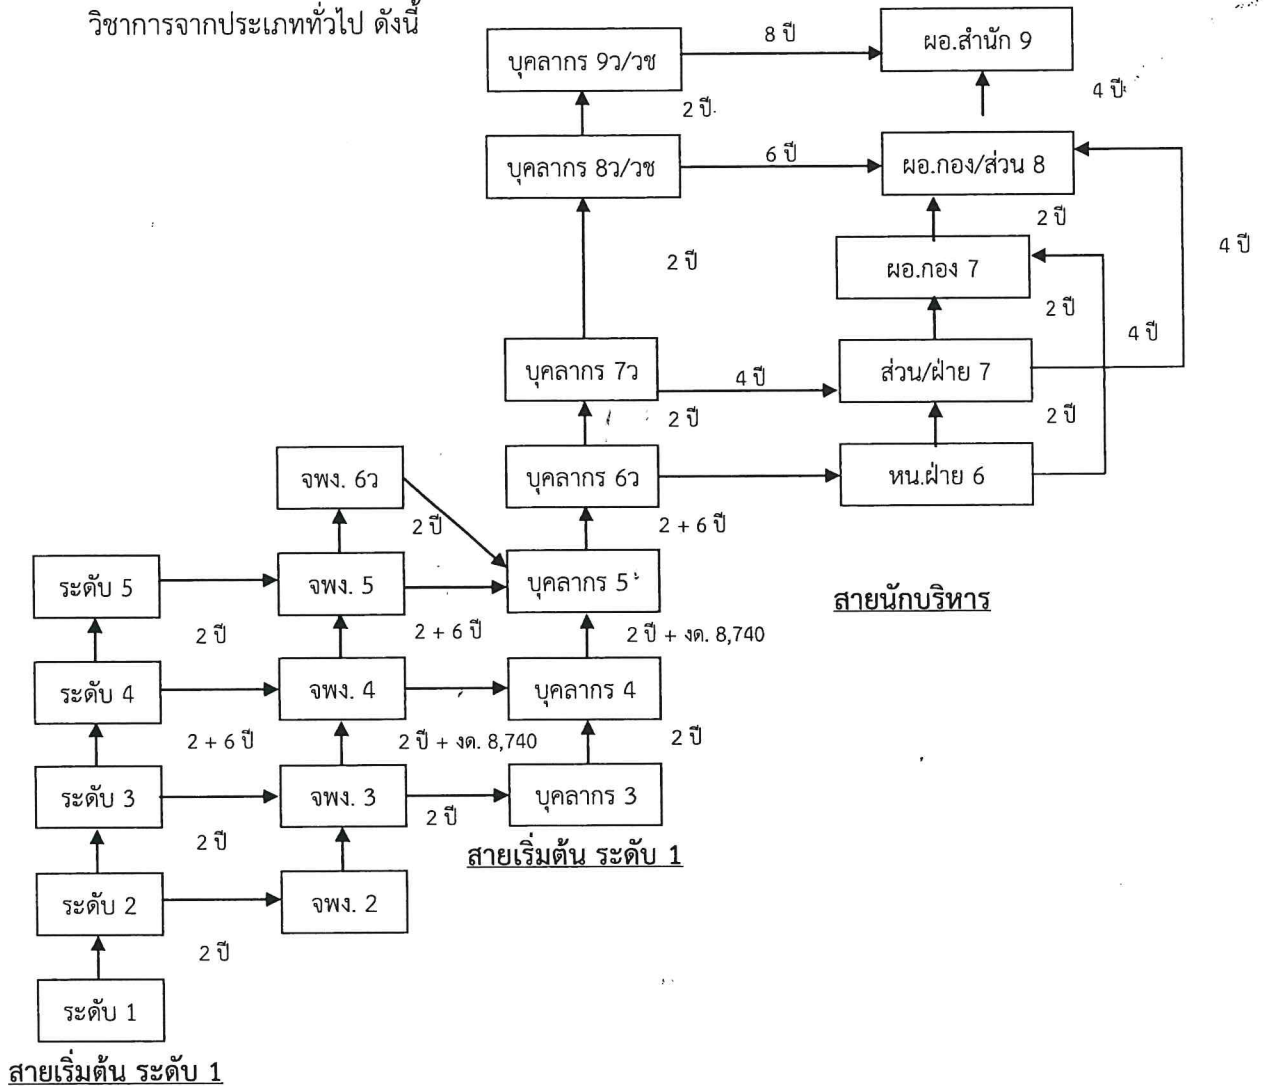 วิชาการจากประเภททั่วไป ดังนี้
บุคลากร 9ว/วช
8 ปี
ผอ.สำนัก 9
2 ปี
4 ปี
บุคลากร 8ว/วช
6 ปี
ผอ.กอง/ส่วน 8
2 ปี
2 ปี
4 ปี
ผอ.กอง 7
2 ปี
4 ปี
บุคลากร 7ว
4 ปี
ส่วน/ฝ่าย 7
2 ปี
2 ปี
จพง. 6ว
บุคลากร 6ว
หน.ฝ่าย 6
2 ปี
2 + 6 ปี
ระดับ 5
จพง. 5
บุคลากร 5
สายนักบริหาร
2 ปี
2 + 6 ปี
2 ปี + งด. 8,740
ระดับ 4
จพง. 4
บุคลากร 4
2 + 6 ปี
2 ปี + งด. 8,740
2 ปี
ระดับ 3
จพง. 3
บุคลากร 3
2 ปี
2 ปี
สายเริ่มต้น ระดับ 1
ระดับ 2
จพง. 2
2 ปี
ระดับ 1
สายเริ่มต้น ระดับ 1